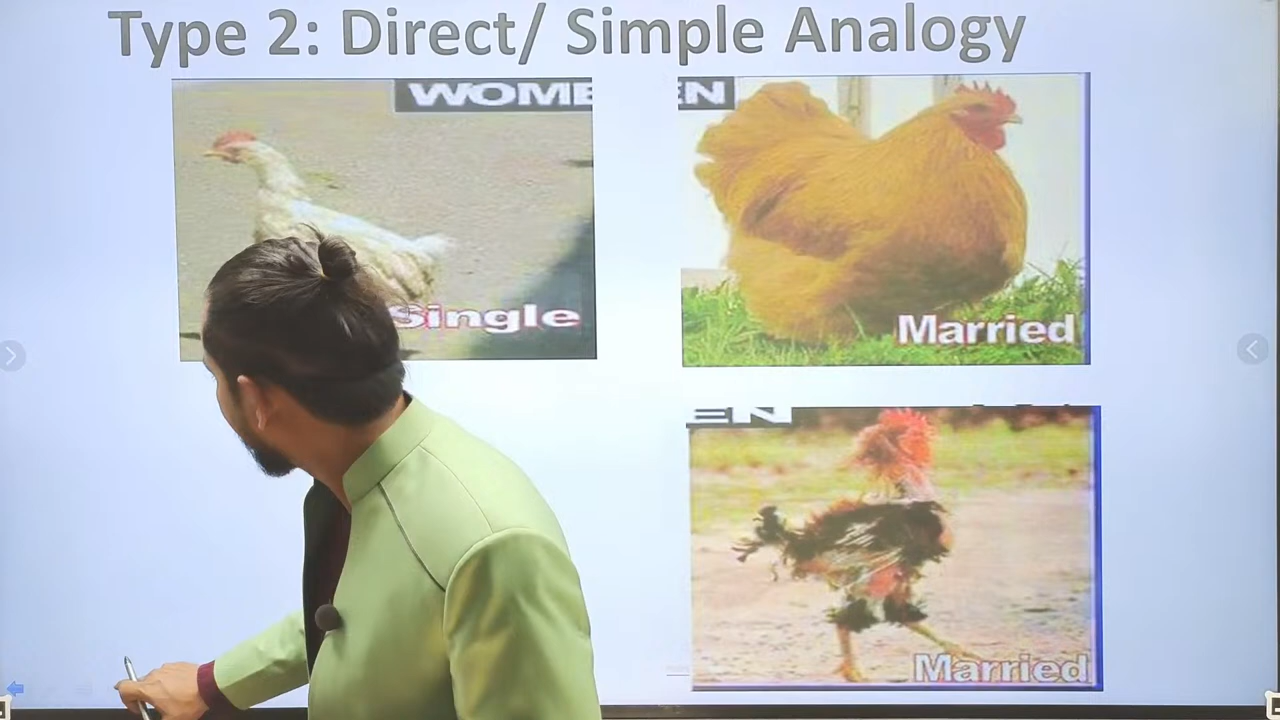 Type 2: Direct/ Simple Analogy
WOME
EN
Single
Married
EN
Married